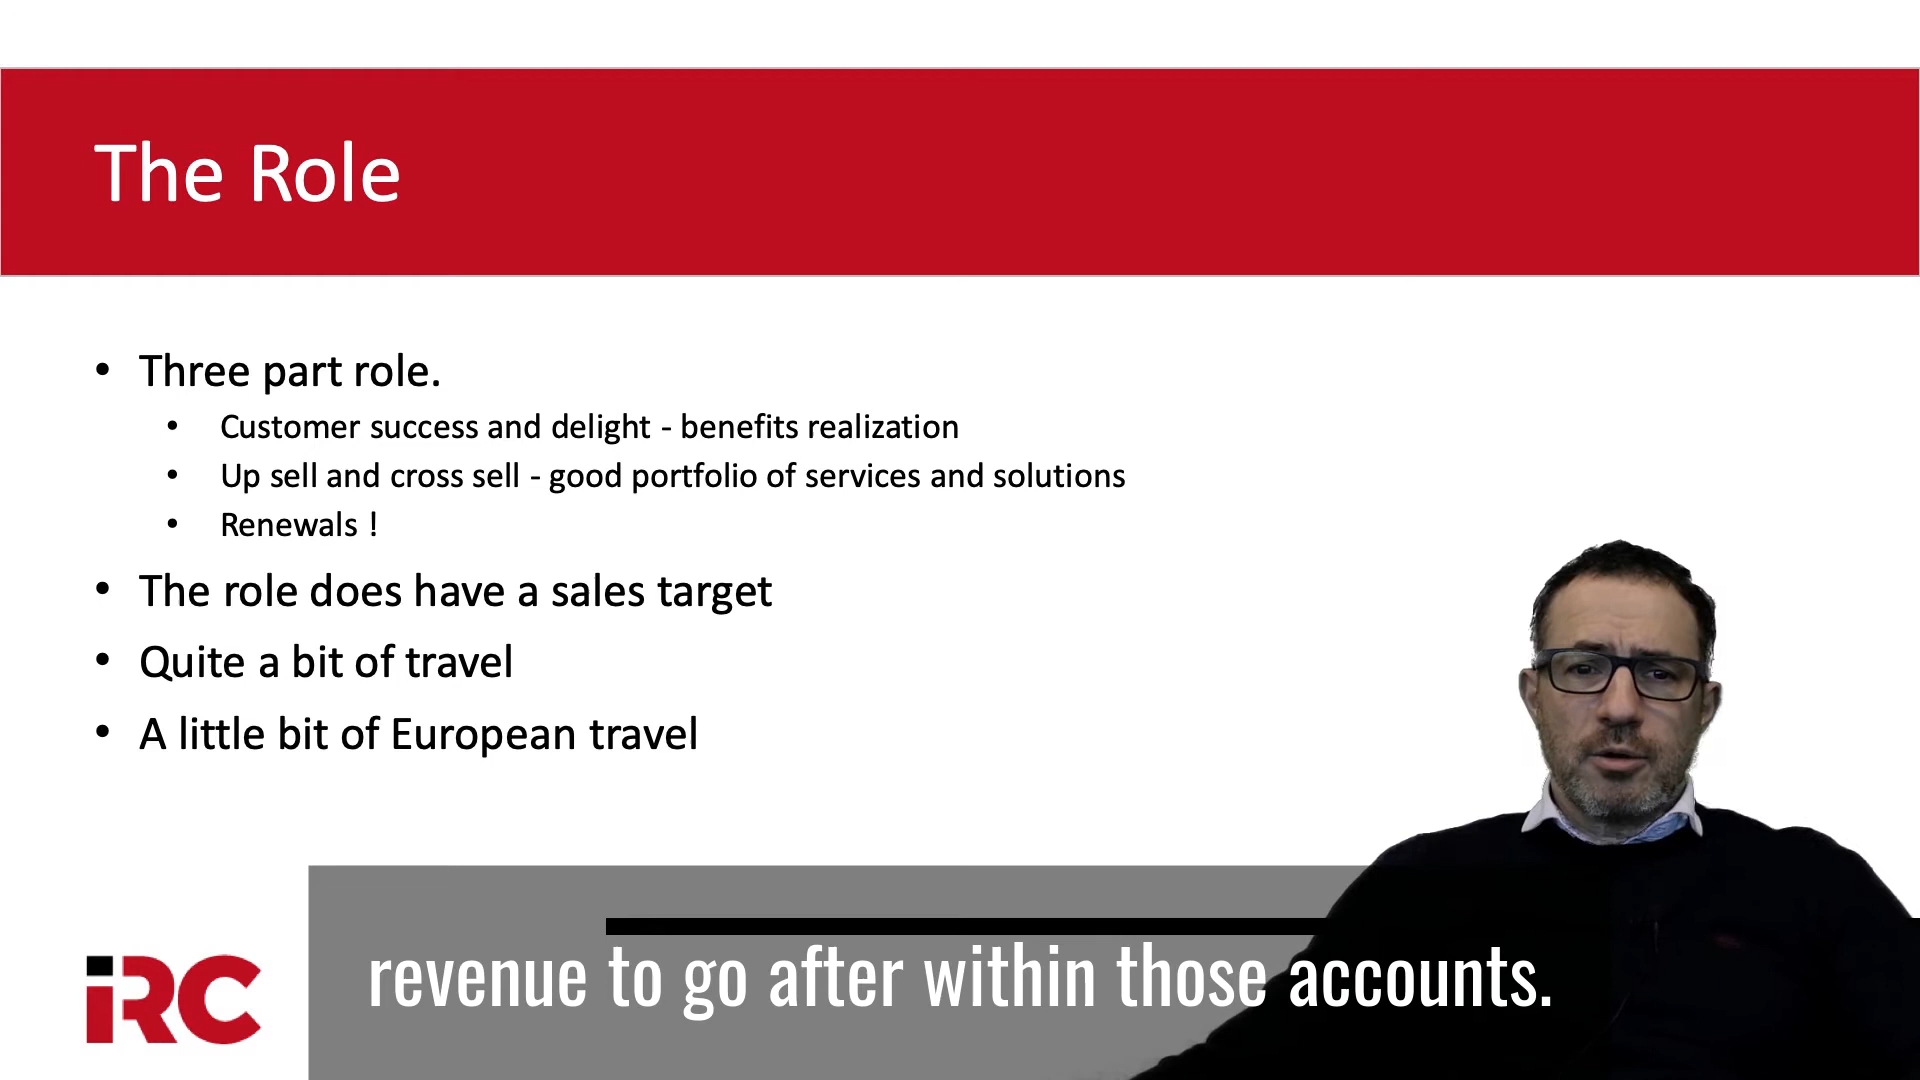 The Role
• Three part role.
• Customer success and delight - benefits realization
• Up sell and cross sell - good portfolio of services and solutions
• Renewals !
• The role does have a sales target
• Quite a bit of travel
• A little bit of European travel
iRC
revenue to go after within those accounts.